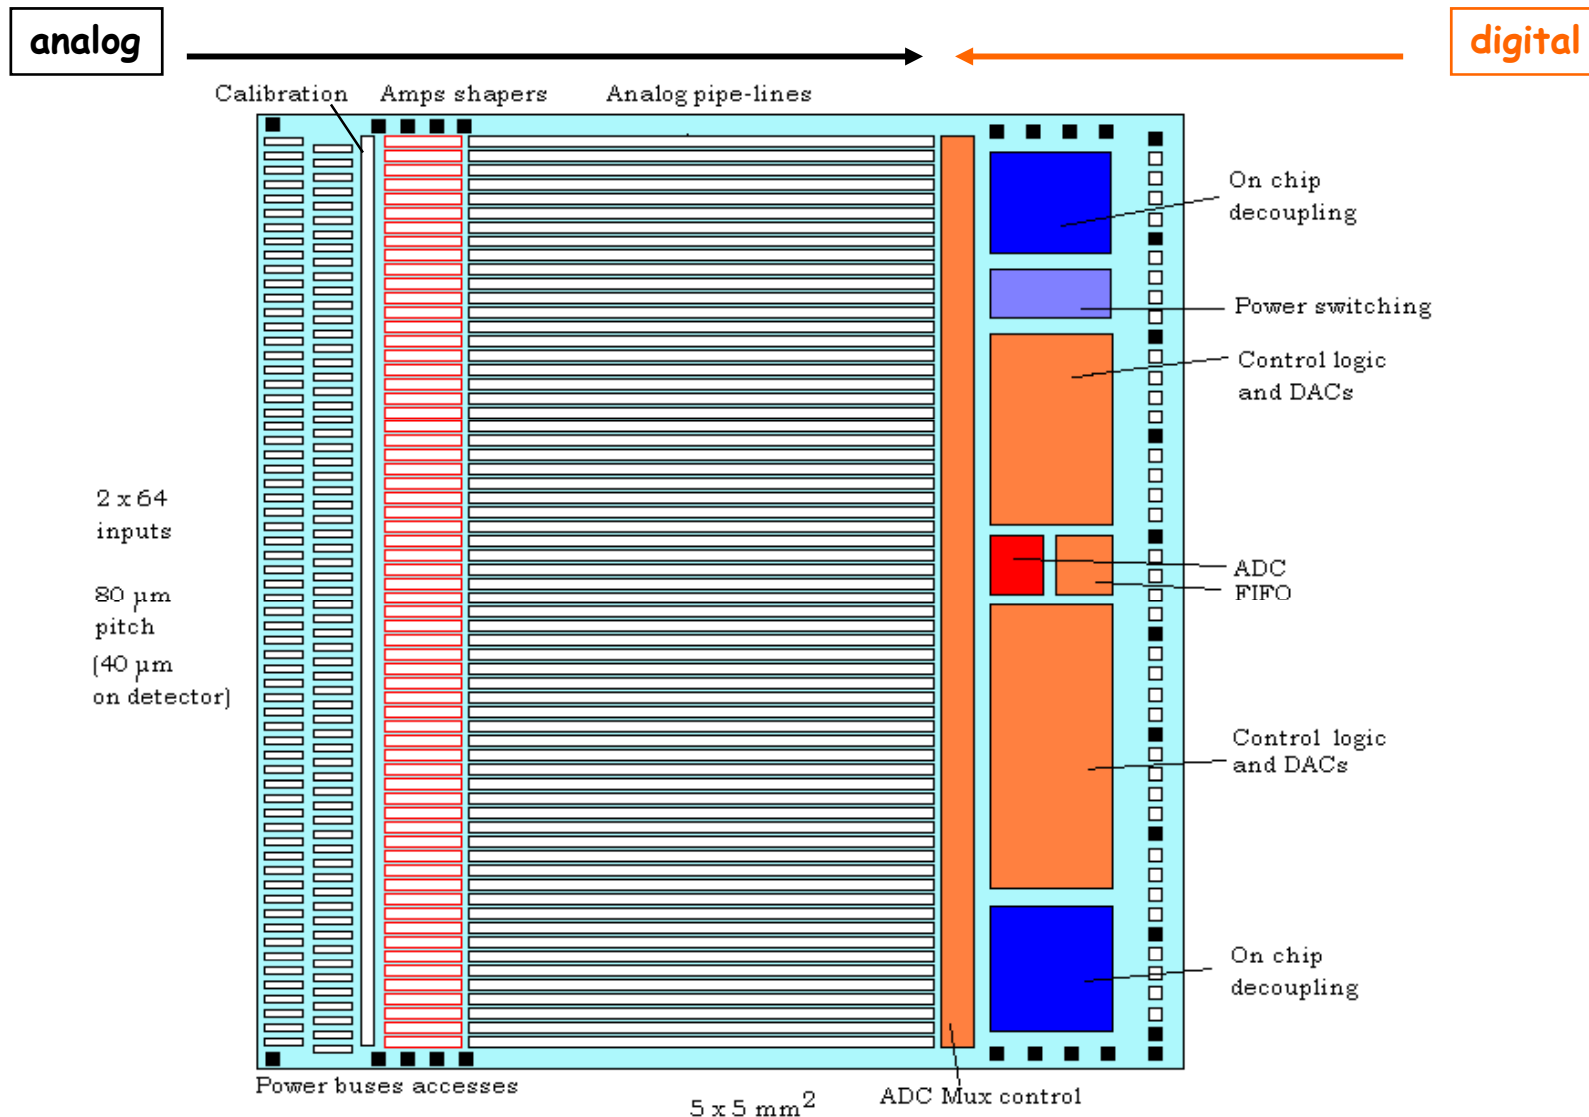 analog
digital
Calibration
Amps shapers
Analog pipe-lines
On chip
decoupling
Power switching
Control logic
and DACs
2 x 64
inputs
80 µm
pitch
(40 µm
on detector)
ADC
FIFO
Control logic
and DACs
On chip
decoupling
Power buses accesses
5 x 5 mm²
ADC Mux control